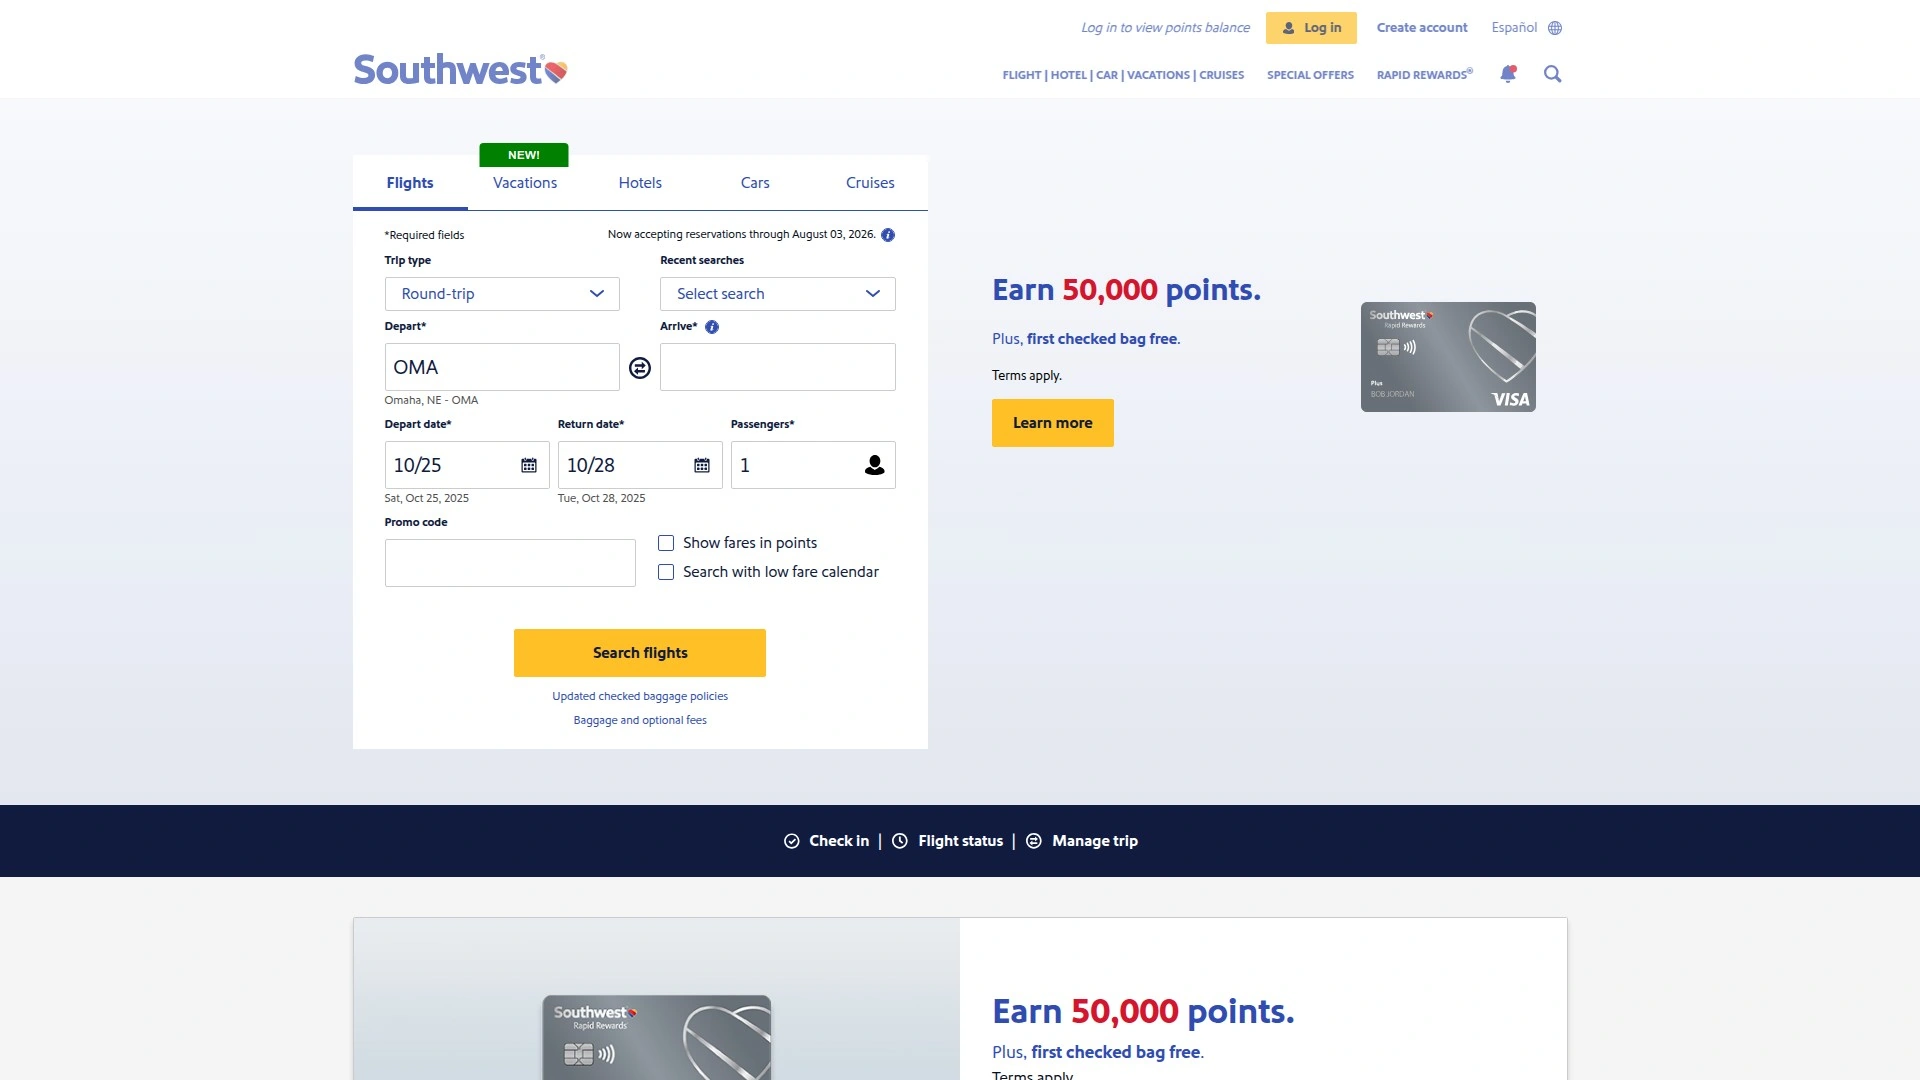 Log in to view points balance
Log in
Create account
Español
Southwest®
FLIGHT | HOTEL | CAR | VACATIONS | CRUISES
SPECIAL OFFERS
RAPID REWARDS®
NEW!
Flights
Vacations
Hotels
Cars
Cruises
*Required fields
Now accepting reservations through August 03, 2026.
Trip type
Recent searches
Round-trip
Select search
Depart*
Arrive*
OMA
Omaha, NE - OMA
Depart date*
Return date*
Passengers*
10/25
10/28
1
Sat, Oct 25, 2025
Tue, Oct 28, 2025
Promo code
Show fares in points
Search with low fare calendar
Search flights
Updated checked baggage policies
Baggage and optional fees
Earn 50,000 points.
Plus, first checked bag free.
Terms apply.
Learn more
Southwest
Rapid Rewards
Plus
BOB JORDAN
VISA
Check in | Flight status | Manage trip
Southwest
Rapid Rewards
Earn 50,000 points.
Plus, first checked bag free.
Terms apply.